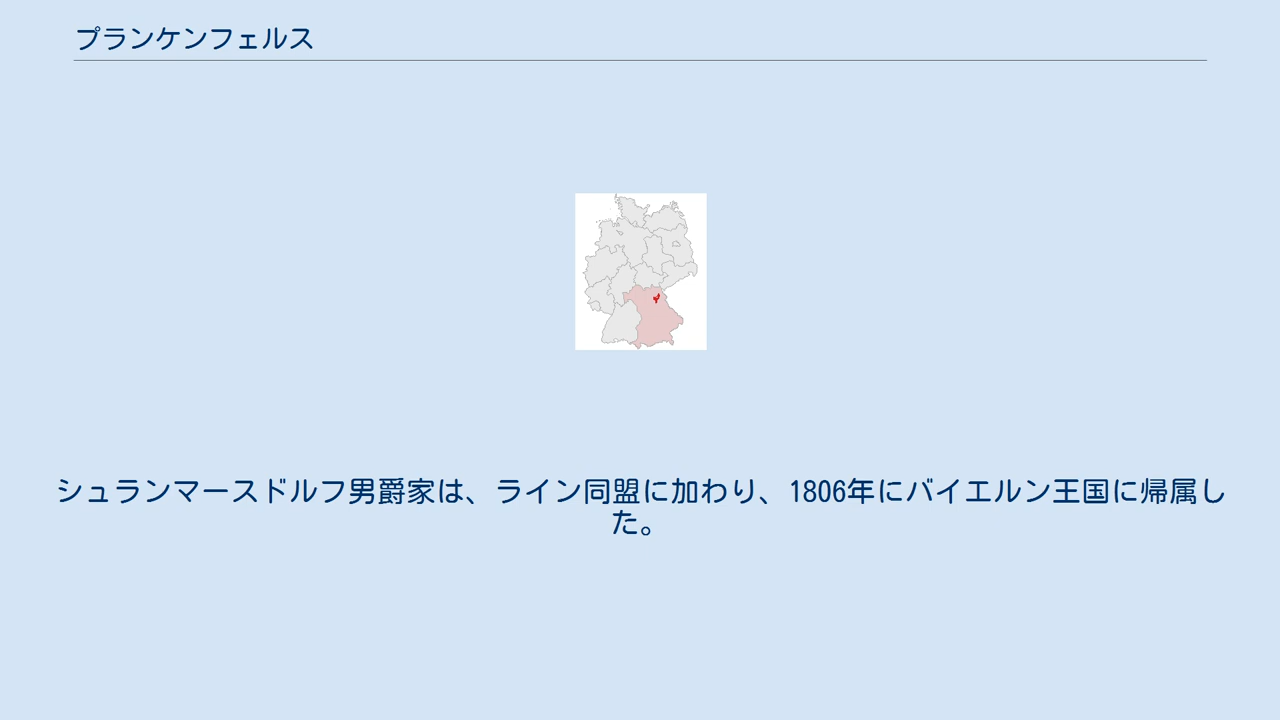 プランケンフェルス
シュランマースドルフ男爵家は、ライン同盟に加わり、1806年にバイエルン王国に帰属し
た。